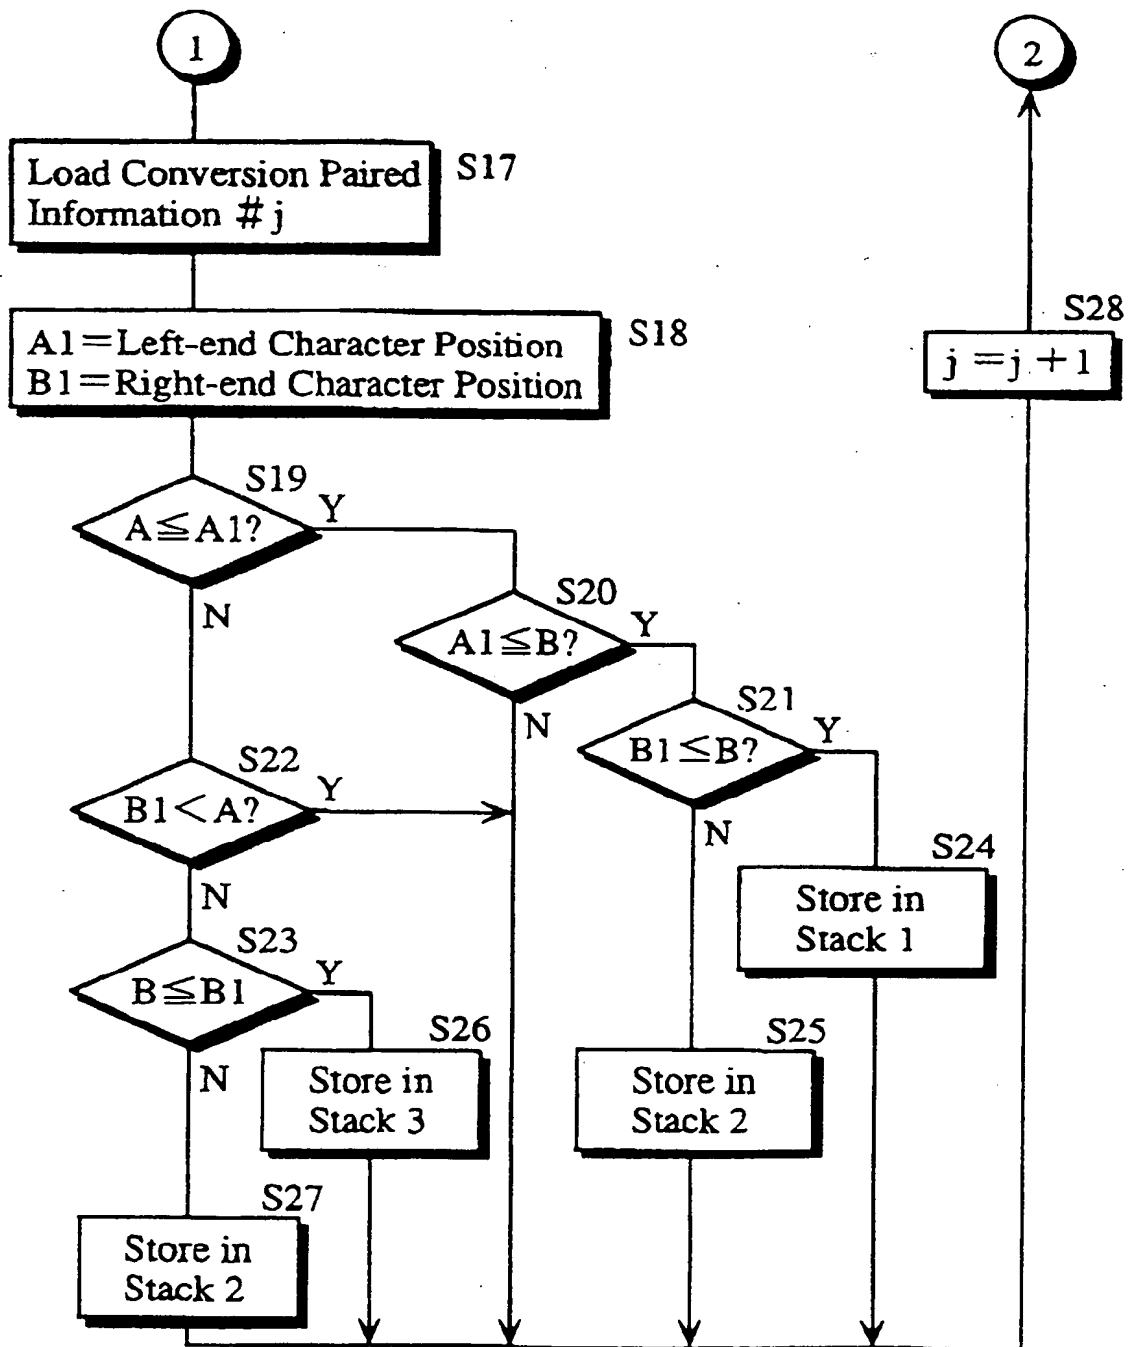 1
2
Load Conversion Paired
Information #j
S17
A1=Left-end Character Position
B1=Right-end Character Position
S18
S28
j=j+1
S19
A≦A1?
Y
N
S20
A1≦B?
Y
N
S21
B1≦B?
Y
N
S22
B1<A?
Y
N
S24
Store in
Stack 1
S23
B≦B1
Y
N
S26
Store in
Stack 3
S25
Store in
Stack 2
S27
Store in
Stack 2